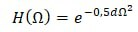 H(Ω) = e^{-0,5dΩ^2}